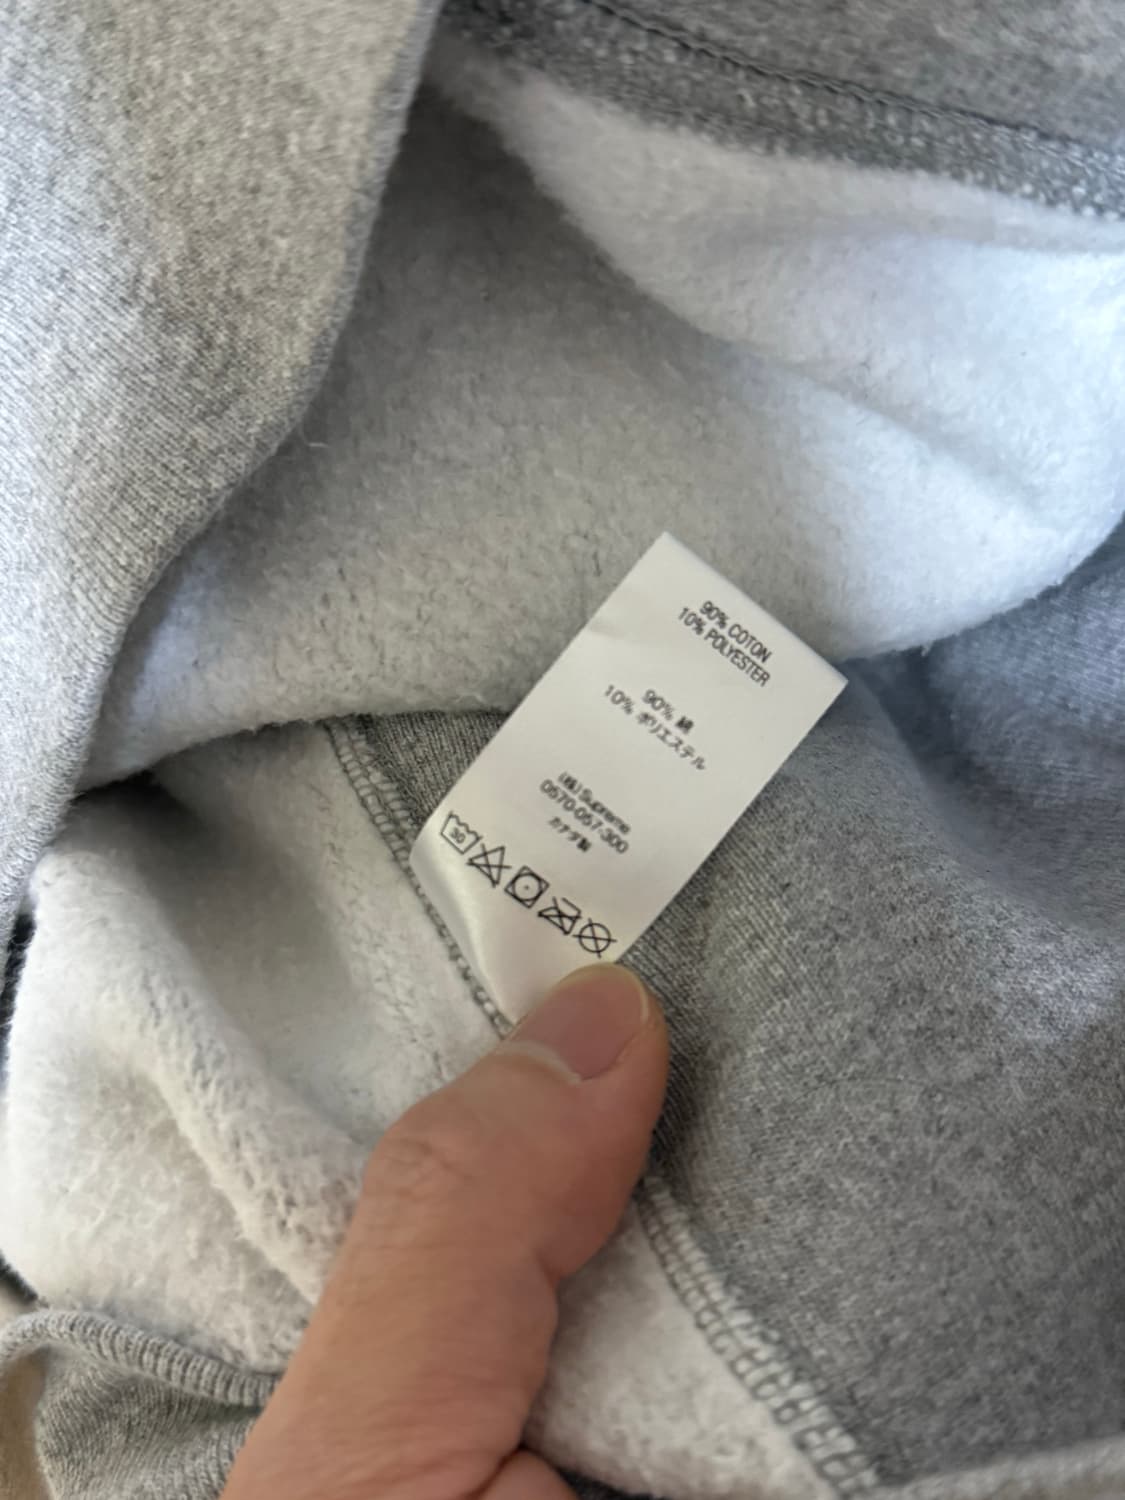 90% COTON
10% POLYESTER
90% 綿
10% ポリエステル
(株) Supreme
0570-057-300
カナダ製
30